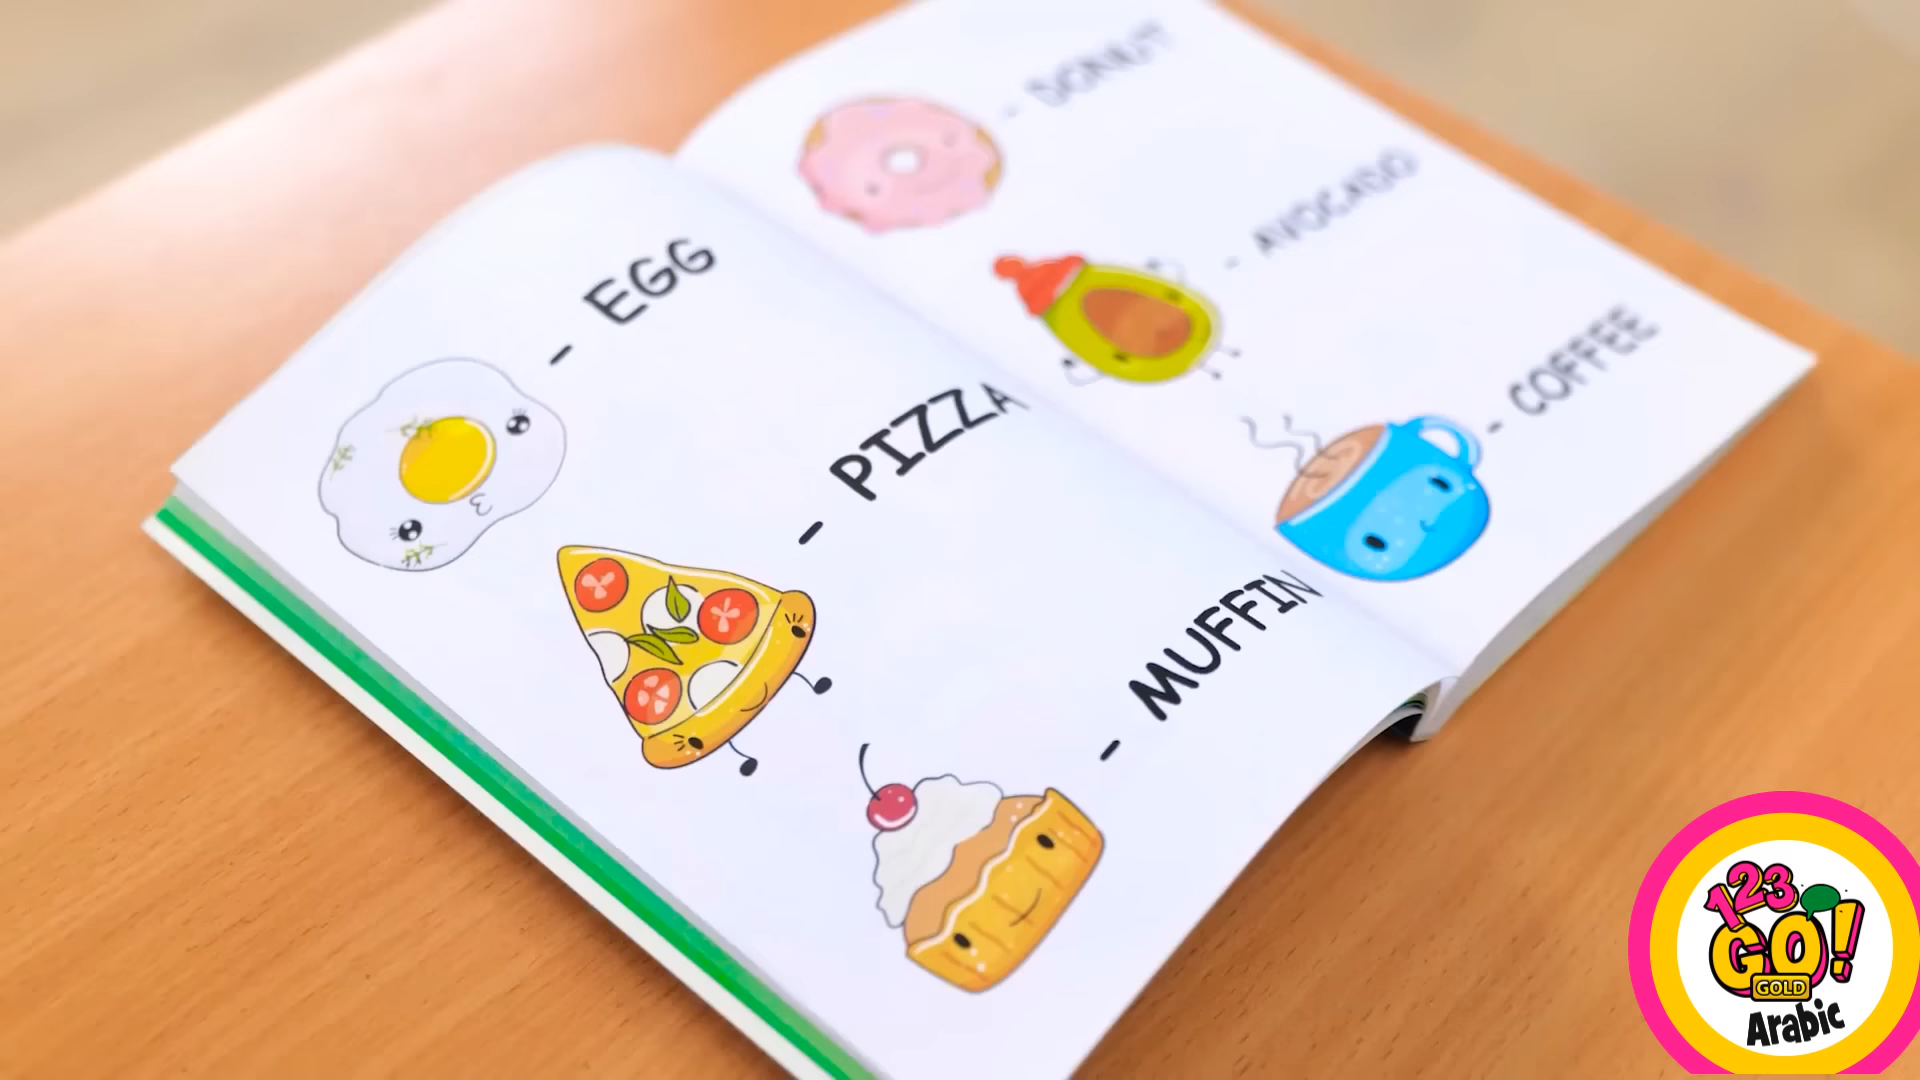 - EGG
- PIZZA
- MUFFIN
- DONUT
- AVOCADO
- COFFEE
123
GO!
GOLD
Arabic